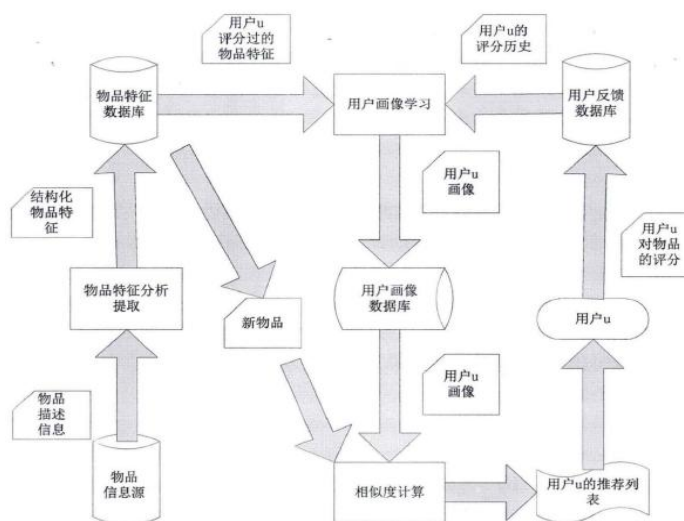 用户u
评分过的
物品特征
用户u的
评分历史
物品特征
数据库
用户画像学习
用户反馈
数据库
结构化
物品特
征
用户u
画像
用户u
对物品
的评分
物品特征分析
提取
新物品
用户画像
数据库
用户u
物品
描述
信息
用户u
画像
物品
信息源
相似度计算
用户u的推荐列
表